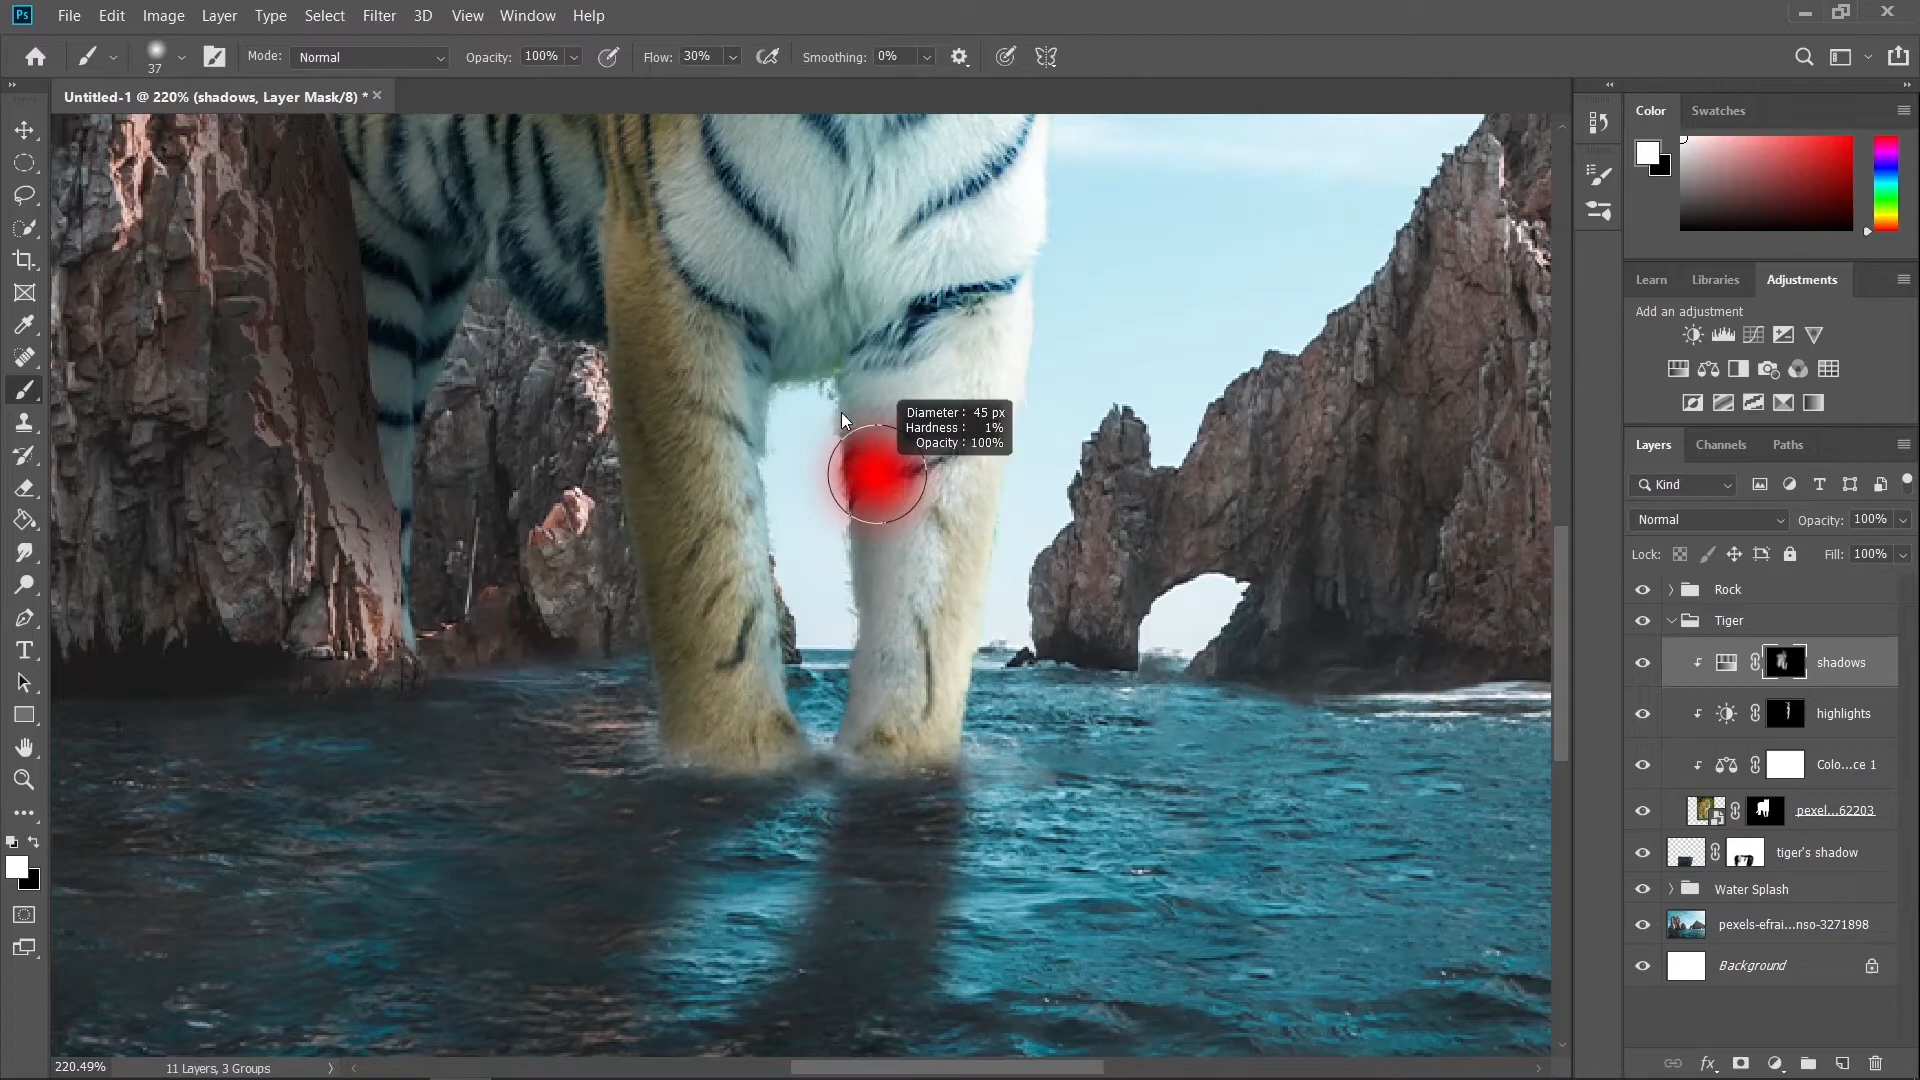 Ps File Edit Image Layer Type Select Filter 3D View Window Help
37 Mode: Normal Opacity: 100% Flow: 30% Smoothing: 0%
Untitled-1 @ 220% (shadows, Layer Mask/8) *
Color Swatches
Learn Libraries Adjustments
Add an adjustment
Diameter : 45 px
Hardness : 1%
Opacity : 100%
Layers Channels Paths
Kind
Normal Opacity: 100%
Lock: Fill: 100%
Rock
Tiger
shadows
highlights
Colo...ce 1
pexel...62203
tiger's shadow
Water Splash
pexels-efrai...nso-3271898
Background
220.49% 11 Layers, 3 Groups
fx